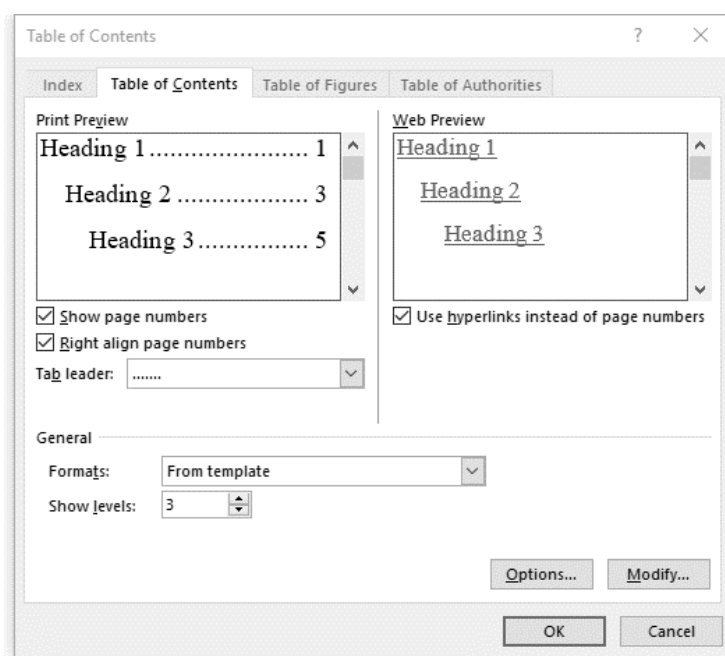 Table of Contents ?
Index Table of Contents Table of Figures Table of Authorities
Print Preview
Heading 1........................ 1
Heading 2 ................... 3
Heading 3................. 5
Web Preview
Heading 1
Heading 2
Heading 3
Show page numbers
Right align page numbers
Tab leader: .......
Use hyperlinks instead of page numbers
General
Formats: From template
Show levels: 3
Options... Modify...
OK Cancel